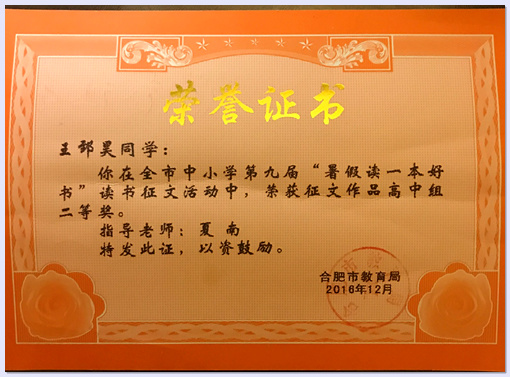 荣誉证书
王郚昊同学：
你在全市中小学第九届“暑假读一本好
书”读书征文活动中，荣获征文作品高中组
二等奖。
指导老师：夏 南
特发此证，以资鼓励。
合肥市教育局
2016年12月